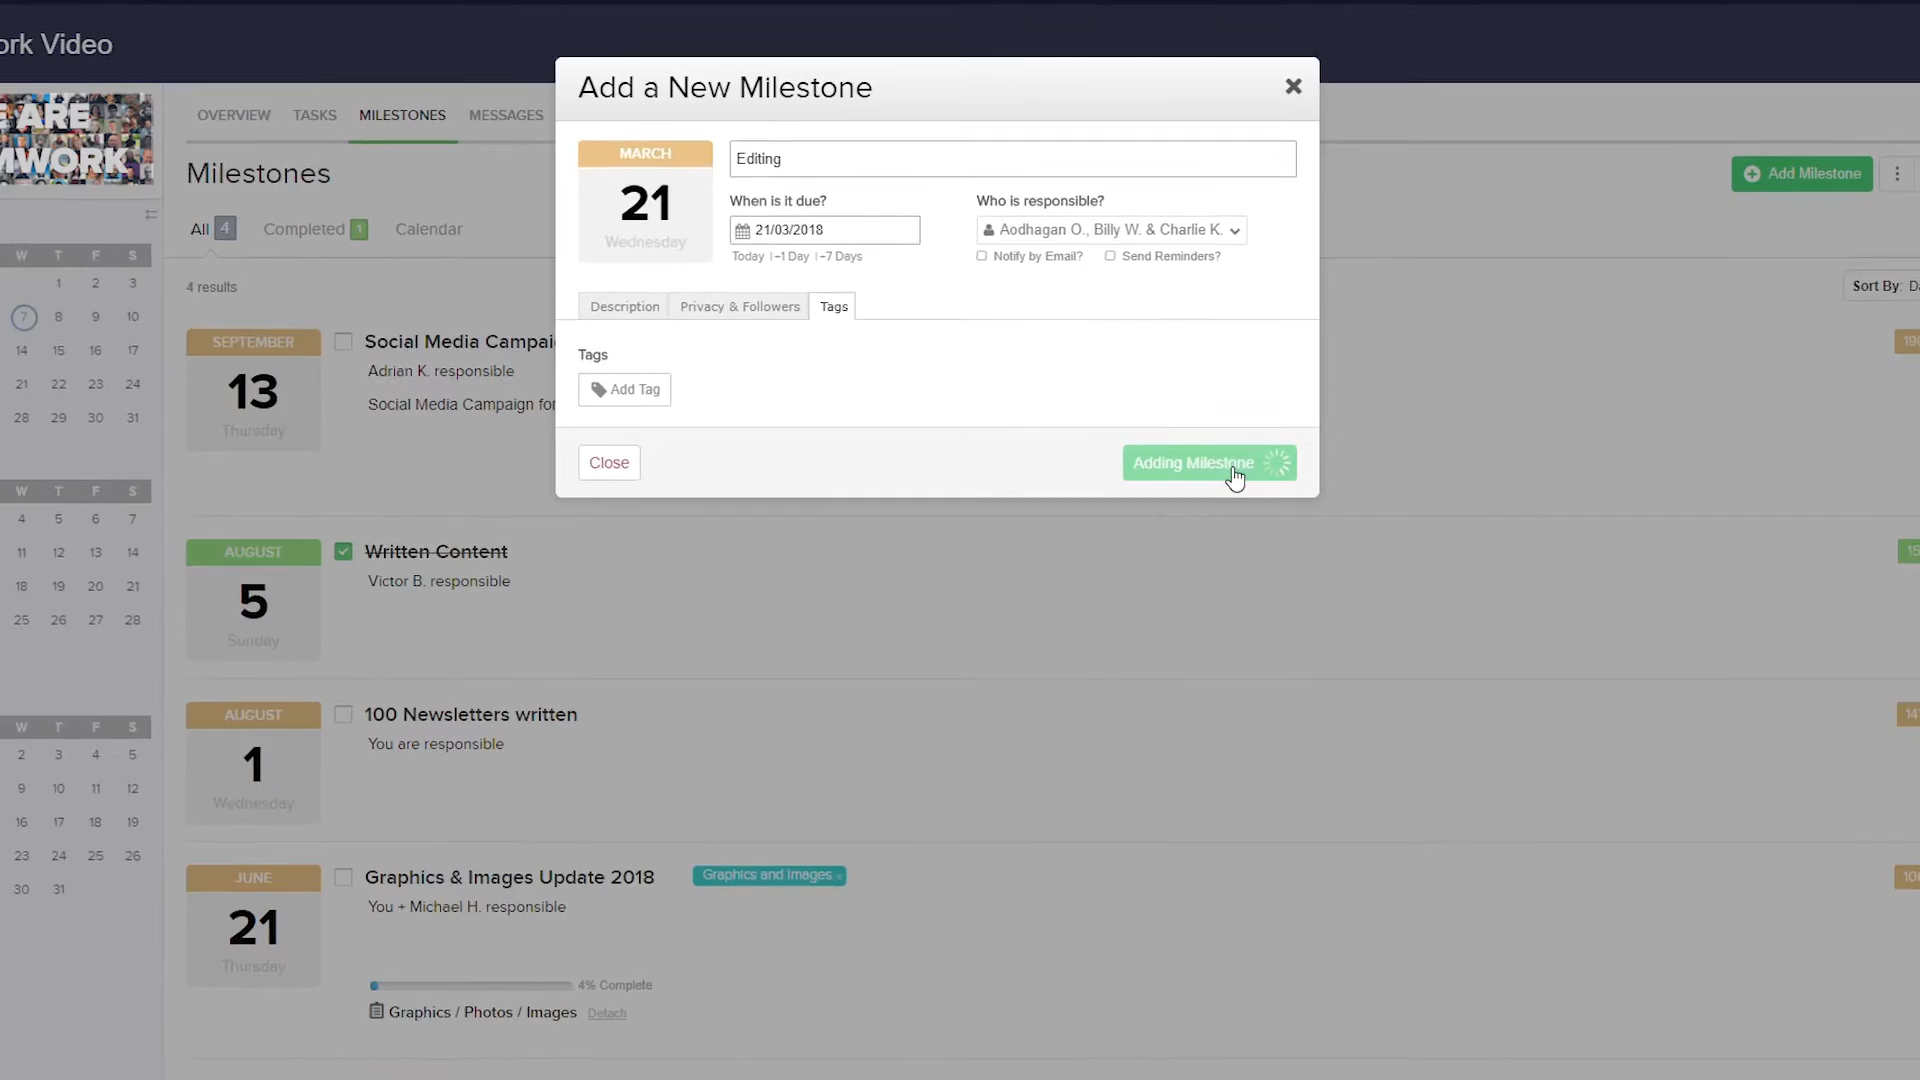 ork Video
ARE
MWORK
OVERVIEW TASKS MILESTONES MESSAGES
Milestones
Add Milestone
All 4 Completed 1 Calendar
4 results
Sort By:
W T F S
1 2 3
7 8 9 10
14 15 16 17
21 22 23 24
28 29 30 31
W T F S
4 5 6 7
11 12 13 14
18 19 20 21
25 26 27 28
W T F S
2 3 4 5
9 10 11 12
16 17 18 19
23 24 25 26
30 31
Add a New Milestone
MARCH
21
Wednesday
Editing
When is it due?
21/03/2018
Today | -1 Day | -7 Days
Who is responsible?
Aodhagan O., Billy W. & Charlie K.
Notify by Email? Send Reminders?
Description Privacy & Followers Tags
Tags
Add Tag
Close
Adding Milestone
SEPTEMBER
13
Thursday
Social Media Campai
Adrian K. responsible
Social Media Campaign for
AUGUST
5
Sunday
Written Content
Victor B. responsible
15
AUGUST
1
Wednesday
100 Newsletters written
You are responsible
14
JUNE
21
Thursday
Graphics & Images Update 2018
Graphics and Images
You + Michael H. responsible
10
4% Complete
Graphics / Photos / Images Detach